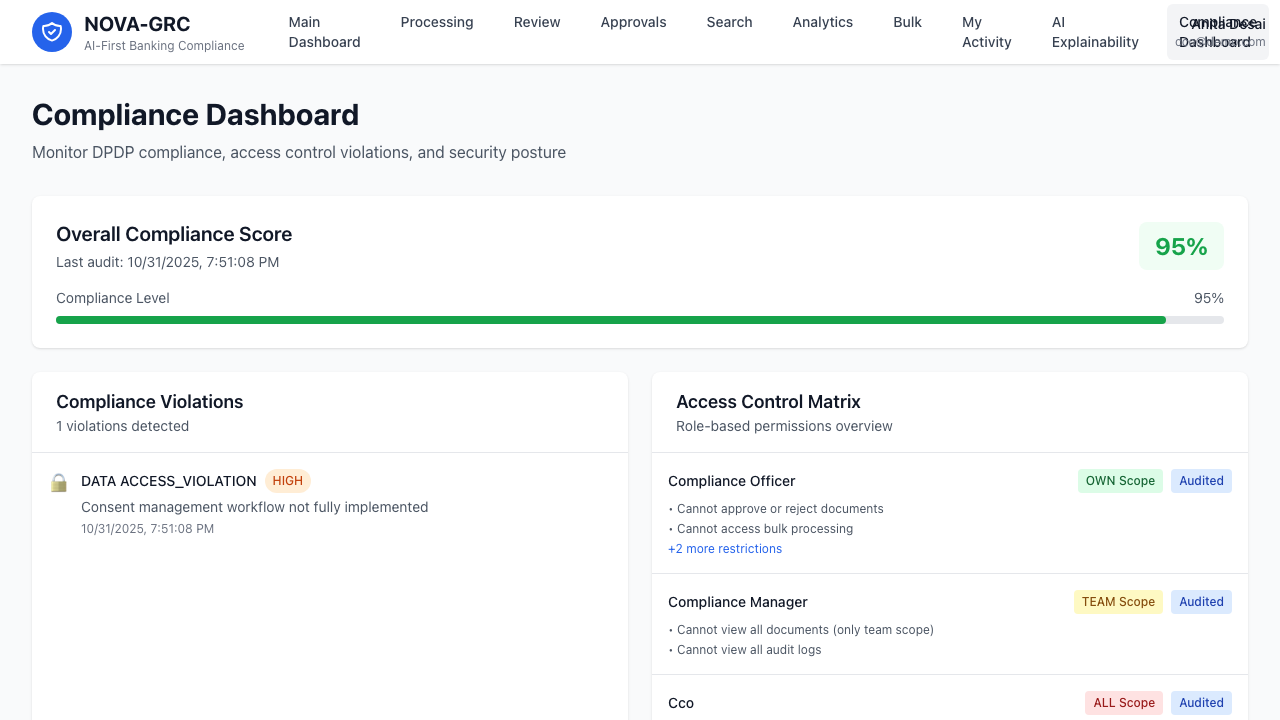 NOVA-GRC
AI-First Banking Compliance
Main Dashboard
Processing
Review
Approvals
Search
Analytics
Bulk
My Activity
AI Explainability
Compliance Dashboard
Anita Desai
Compliance Dashboard
Monitor DPDP compliance, access control violations, and security posture
Overall Compliance Score
Last audit: 10/31/2025, 7:51:08 PM
95%
Compliance Level
95%
Compliance Violations
1 violations detected
DATA ACCESS_VIOLATION HIGH
Consent management workflow not fully implemented
10/31/2025, 7:51:08 PM
Access Control Matrix
Role-based permissions overview
Compliance Officer OWN Scope Audited
• Cannot approve or reject documents
• Cannot access bulk processing
+2 more restrictions
Compliance Manager TEAM Scope Audited
• Cannot view all documents (only team scope)
• Cannot view all audit logs
Cco ALL Scope Audited